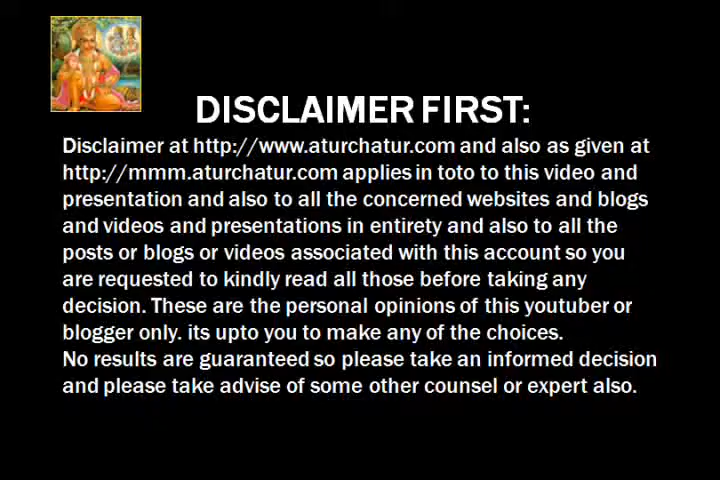 DISCLAIMER FIRST:
Disclaimer at http://www.aturchatur.com and also as given at
http://mmm.aturchatur.com applies in toto to this video and
presentation and also to all the concerned websites and blogs
and videos and presentations in entirety and also to all the
posts or blogs or videos associated with this account so you
are requested to kindly read all those before taking any
decision. These are the personal opinions of this youtuber or
blogger only. its upto you to make any of the choices.
No results are guaranteed so please take an informed decision
and please take advise of some other counsel or expert also.